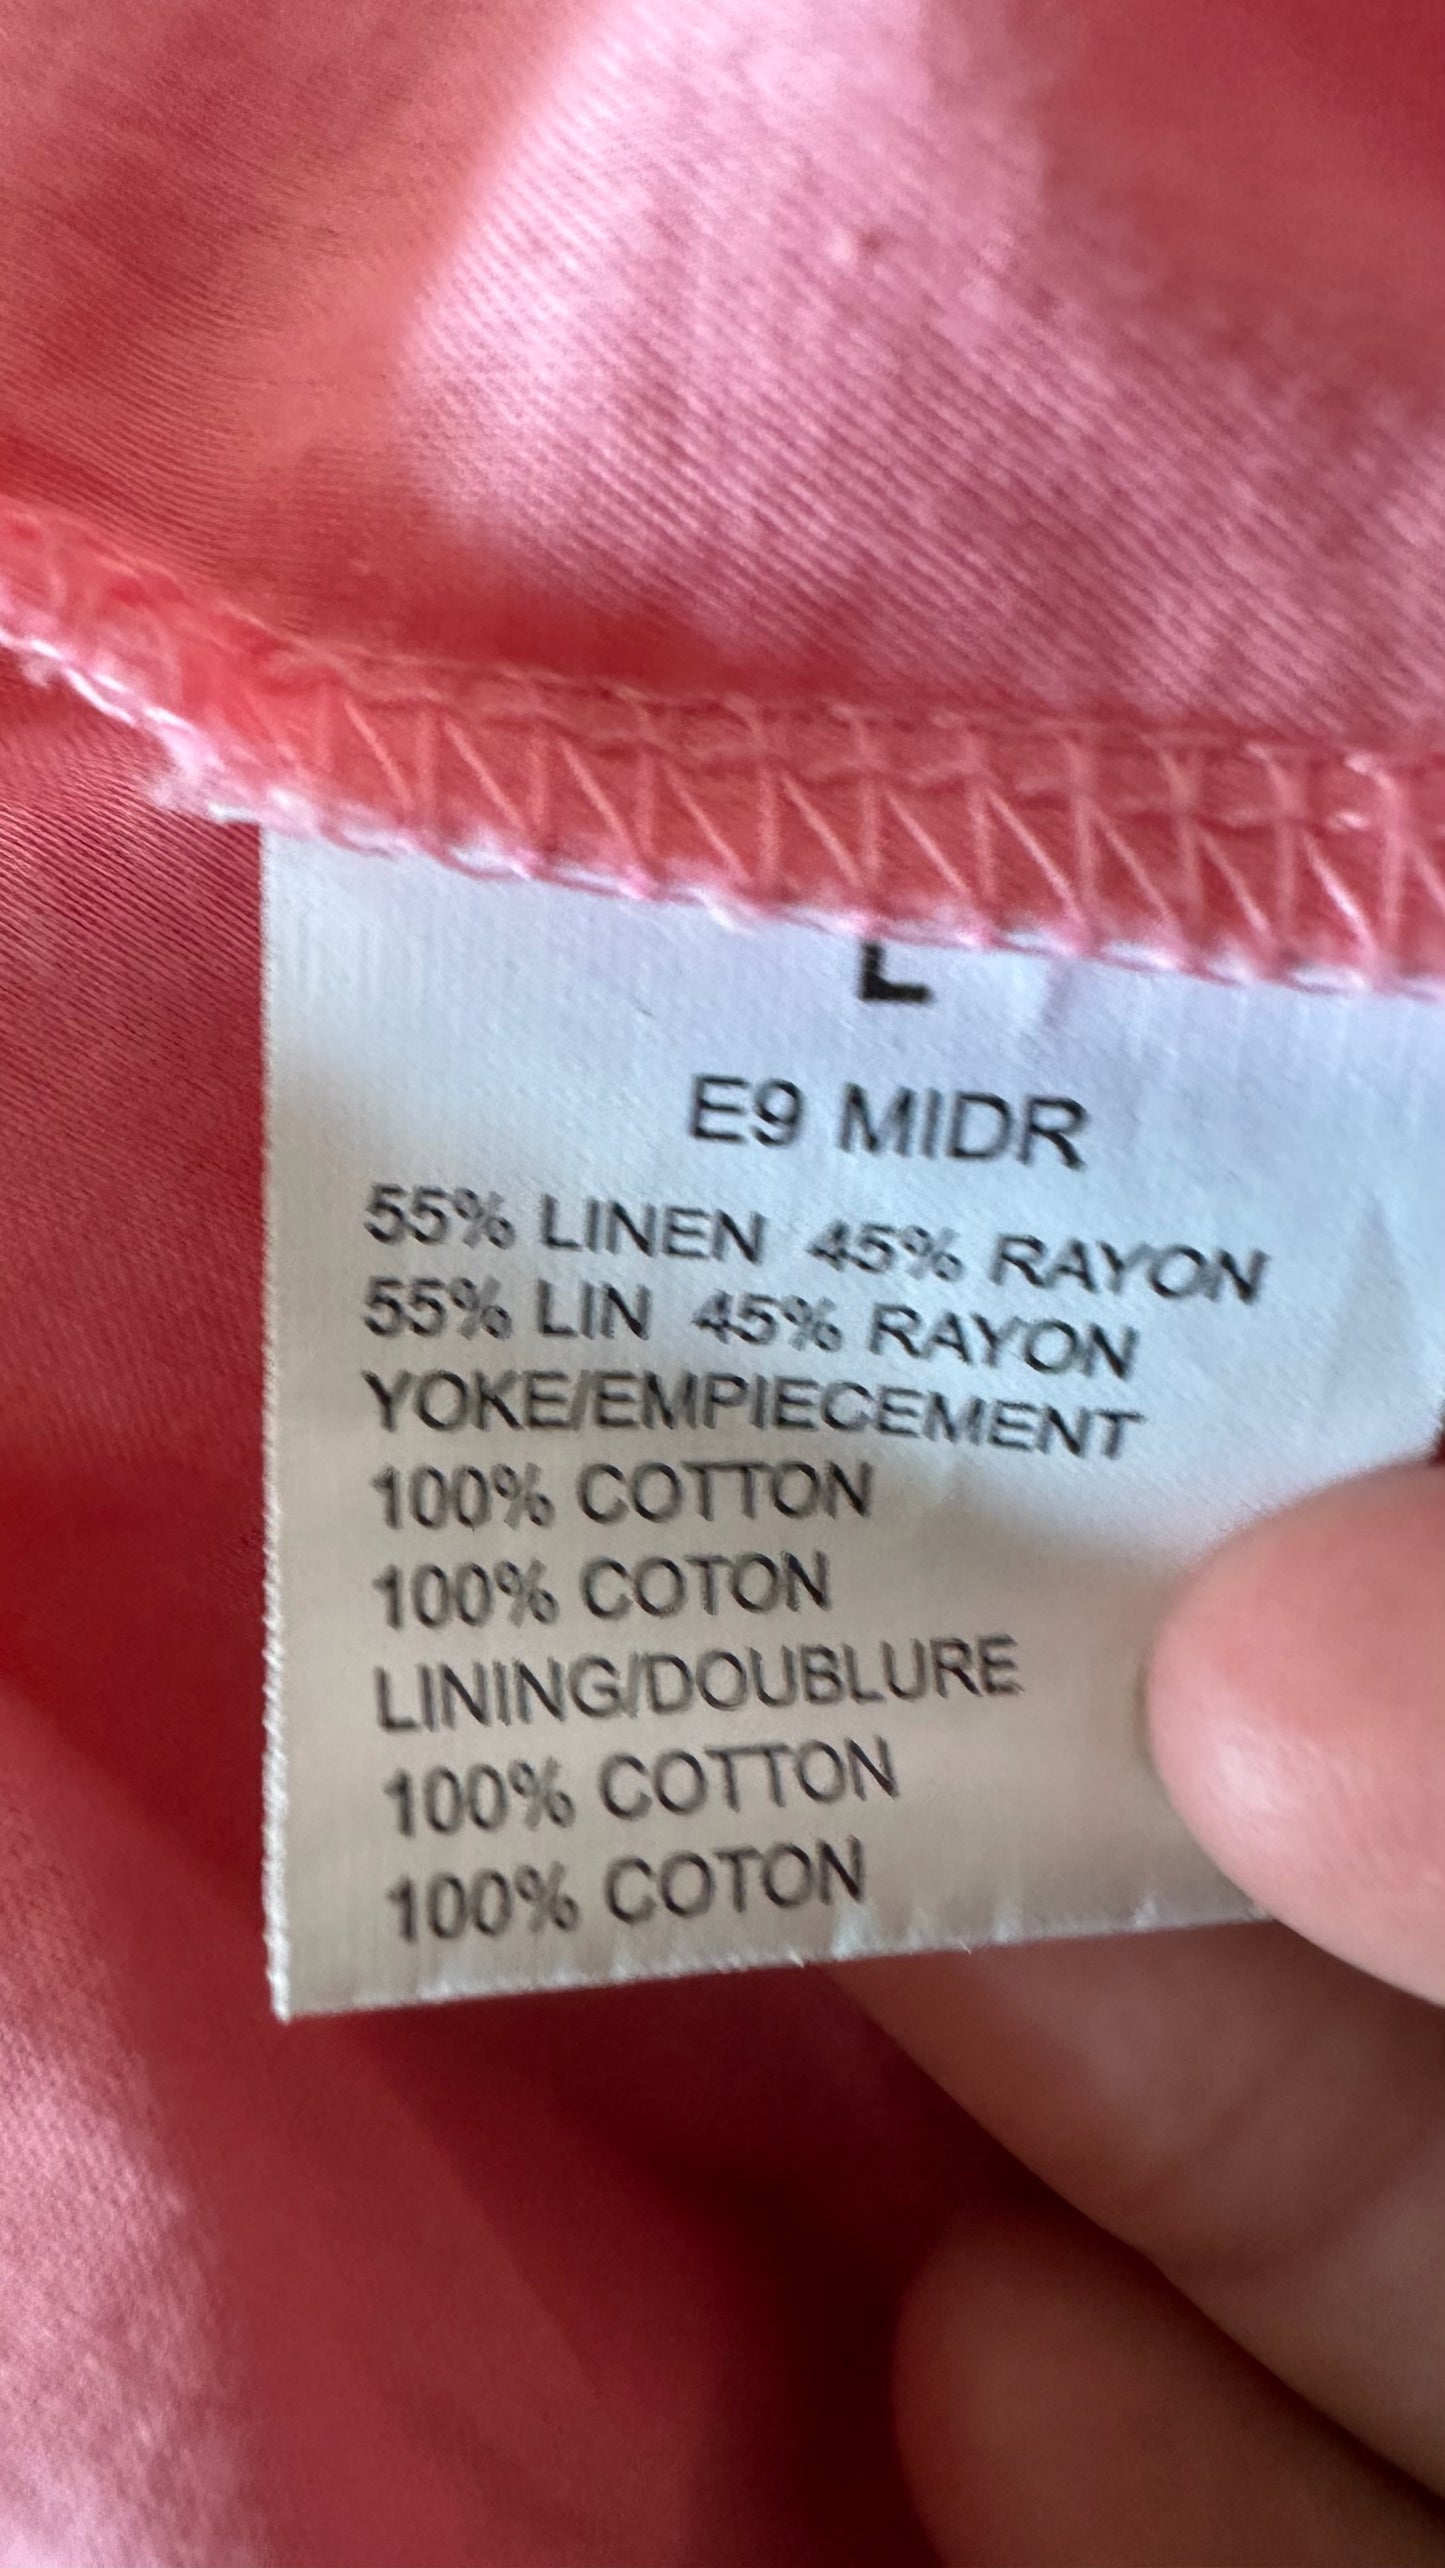 L
E9 MIDR
55% LINEN 45% RAYON
55% LIN 45% RAYON
YOKE/EMPIECEMENT
100% COTTON
100% COTON
LINING/DOUBLURE
100% COTTON
100% COTON